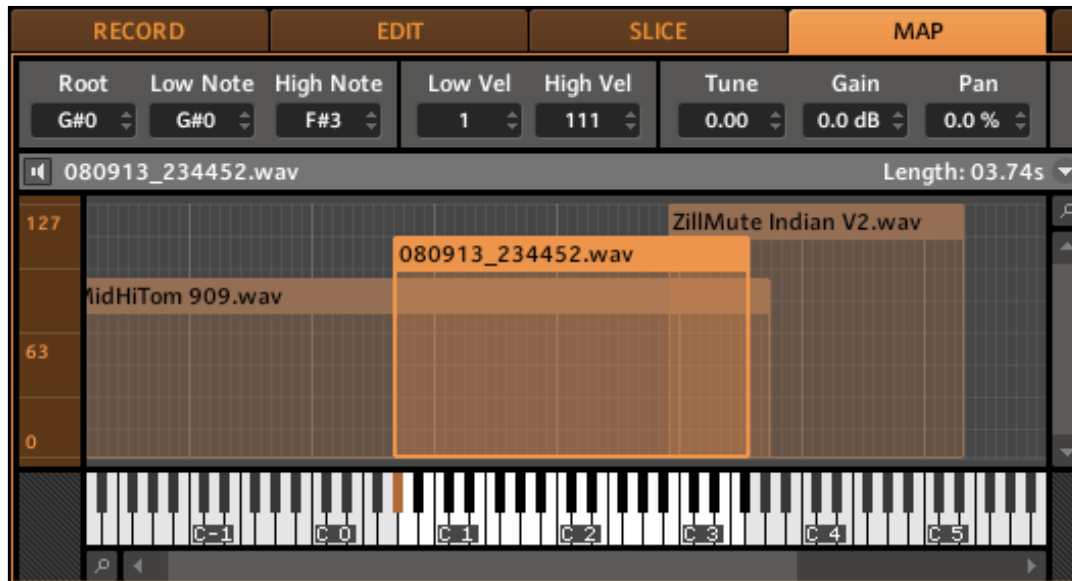 RECORD EDIT SLICE MAP
Root Low Note High Note Low Vel High Vel Tune Gain Pan
G#0 G#0 F#3 1 111 0.00 0.0 dB 0.0 %
080913_234452.wav Length: 03.74s
127 ZillMute Indian V2.wav
080913_234452.wav
MidHiTom 909.wav
63
0
C-1 C 0 C 1 C 2 C 3 C 4 C 5